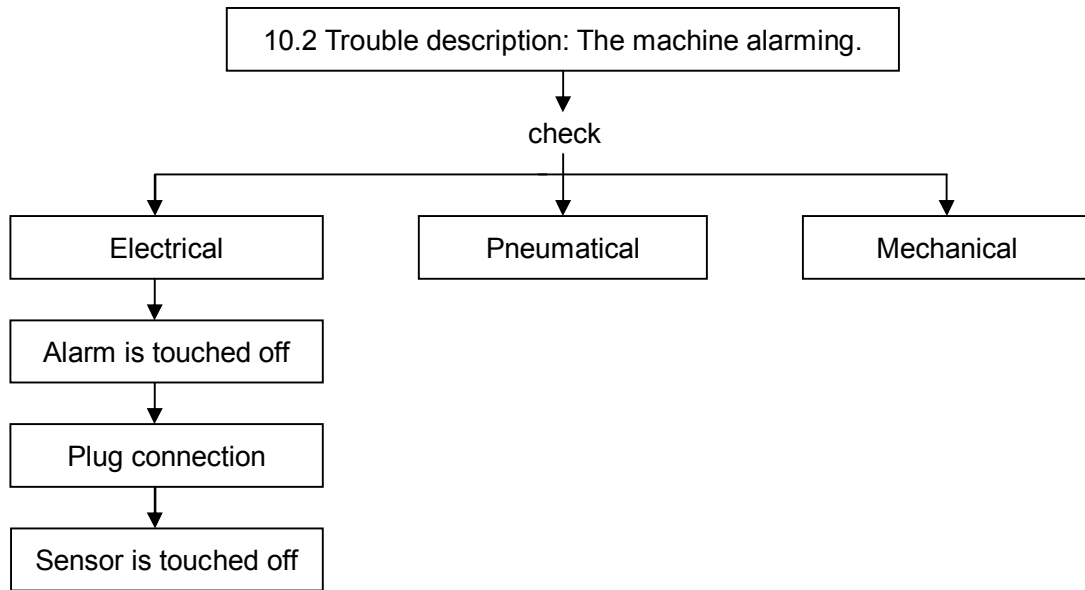 10.2 Trouble description: The machine alarming.
check
Electrical
Pneumatical
Mechanical
Alarm is touched off
Plug connection
Sensor is touched off